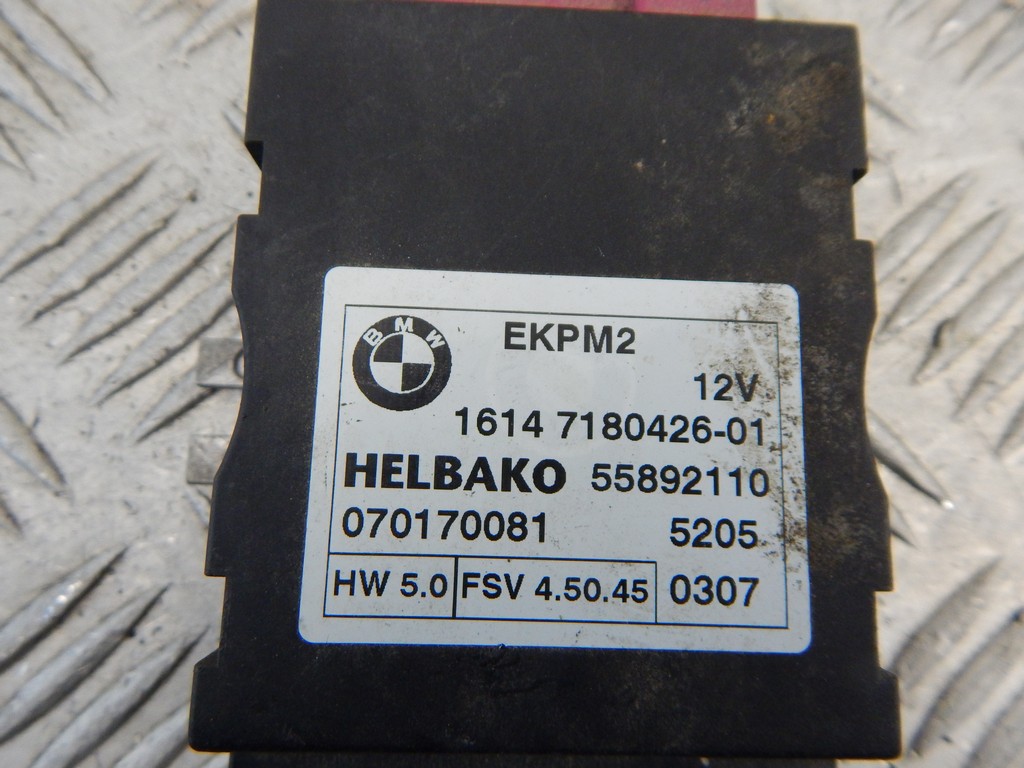 BMW
EKPM2
12V
1614 7180426-01
HELBAKO 55892110
070170081 5205
HW 5.0 FSV 4.50.45 0307